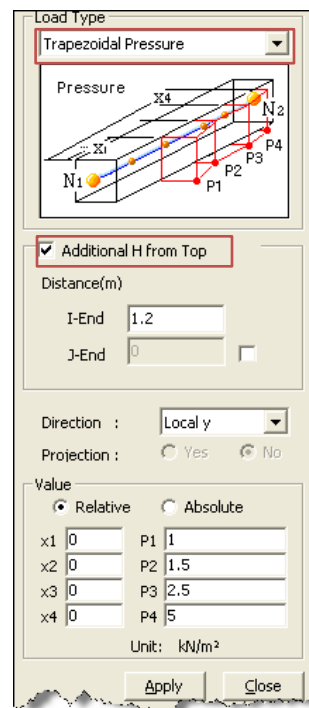 Load Type
Trapezoidal Pressure
Pressure
X4
Xi
N1
N2
P4
P3
P2
P1
Additional H from Top
Distance(m)
I-End 1.2
J-End 0
Direction : Local y
Projection : Yes No
Value
Relative Absolute
x1 0 P1 1
x2 0 P2 1.5
x3 0 P3 2.5
x4 0 P4 5
Unit: kN/m²
Apply Close